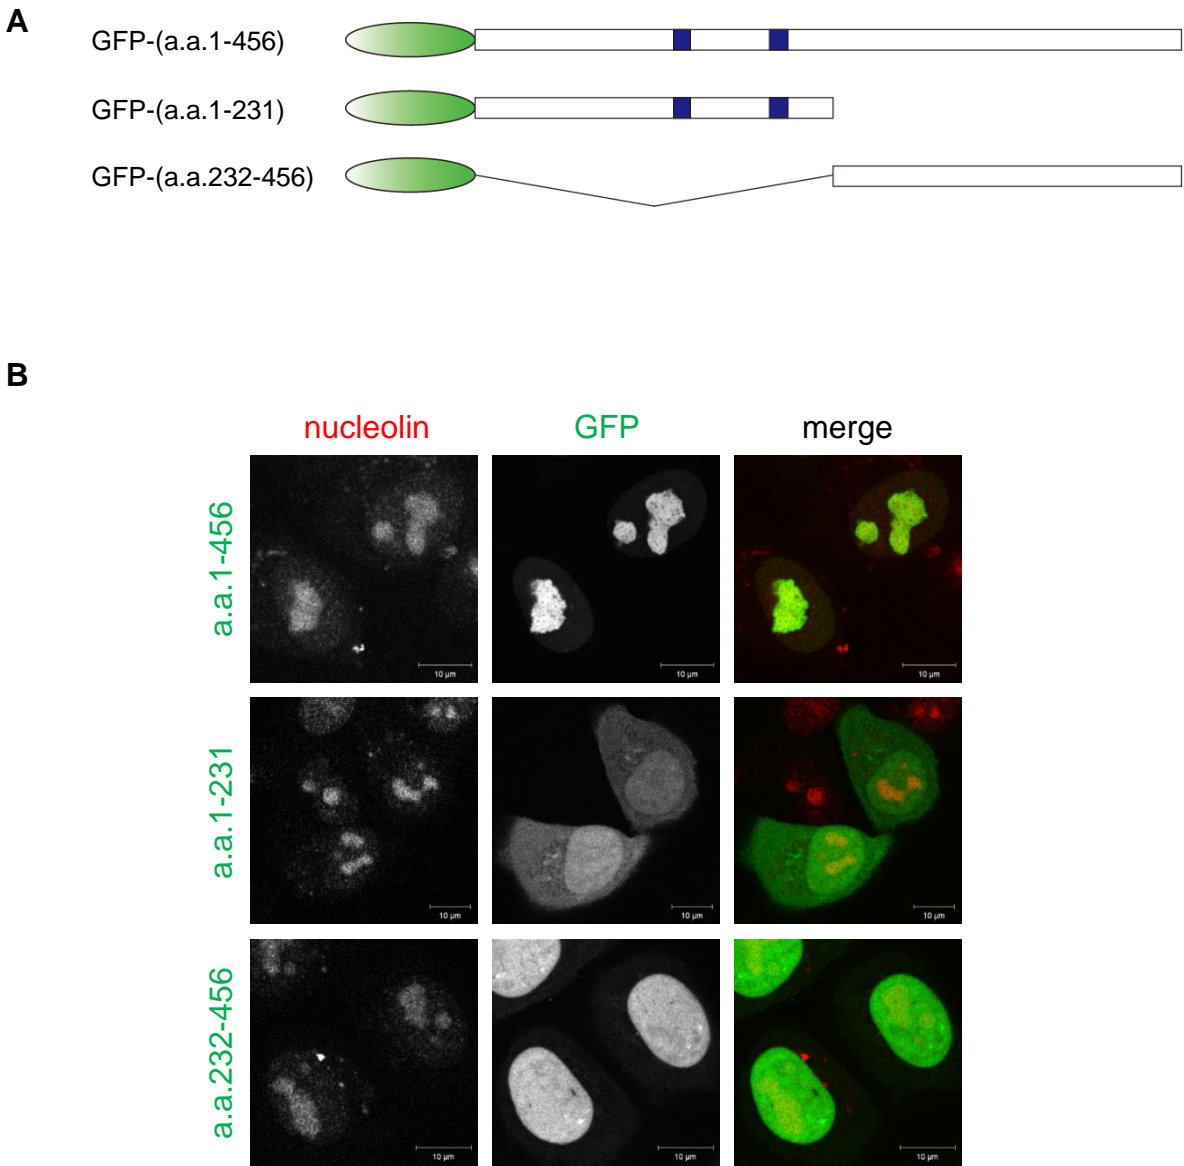 A
GFP-(a.a.1-456)
GFP-(a.a.1-231)
GFP-(a.a.232-456)
B
nucleolin GFP merge
a.a.1-456
10 µm 10 µm 10 µm
a.a.1-231
10 µm 10 µm 10 µm
a.a.232-456
10 µm 10 µm 10 µm